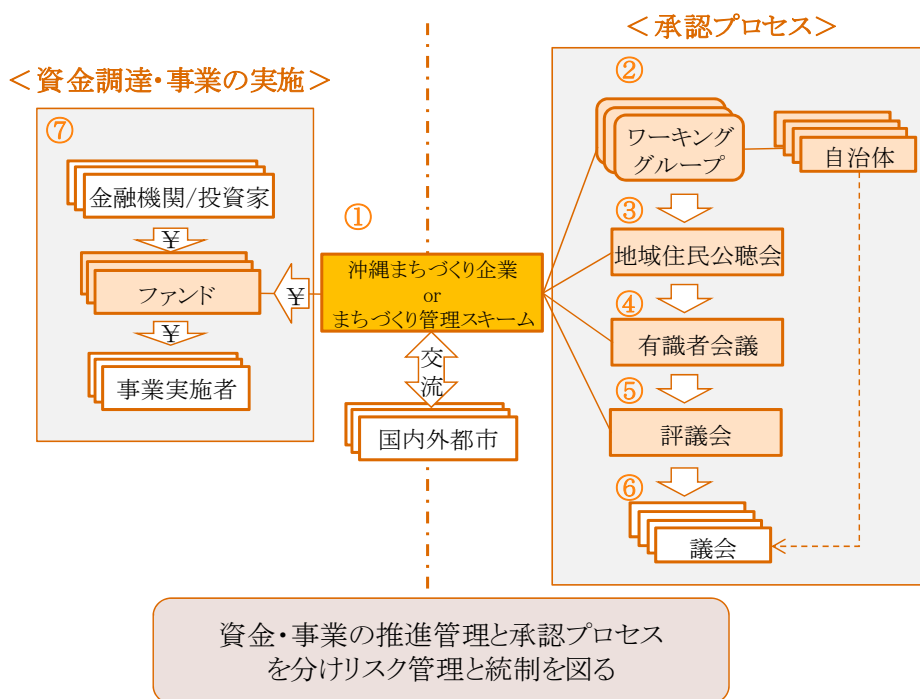 ＜承認プロセス＞
＜資金調達・事業の実施＞
②
⑦
ワーキング
グループ
自治体
金融機関/投資家
①
③
￥
沖縄まちづくり企業
or
まちづくり管理スキーム
地域住民公聴会
ファンド
￥
④
￥
有識者会議
交
流
⑤
事業実施者
国内外都市
評議会
⑥
議会
資金・事業の推進管理と承認プロセス
を分けリスク管理と統制を図る